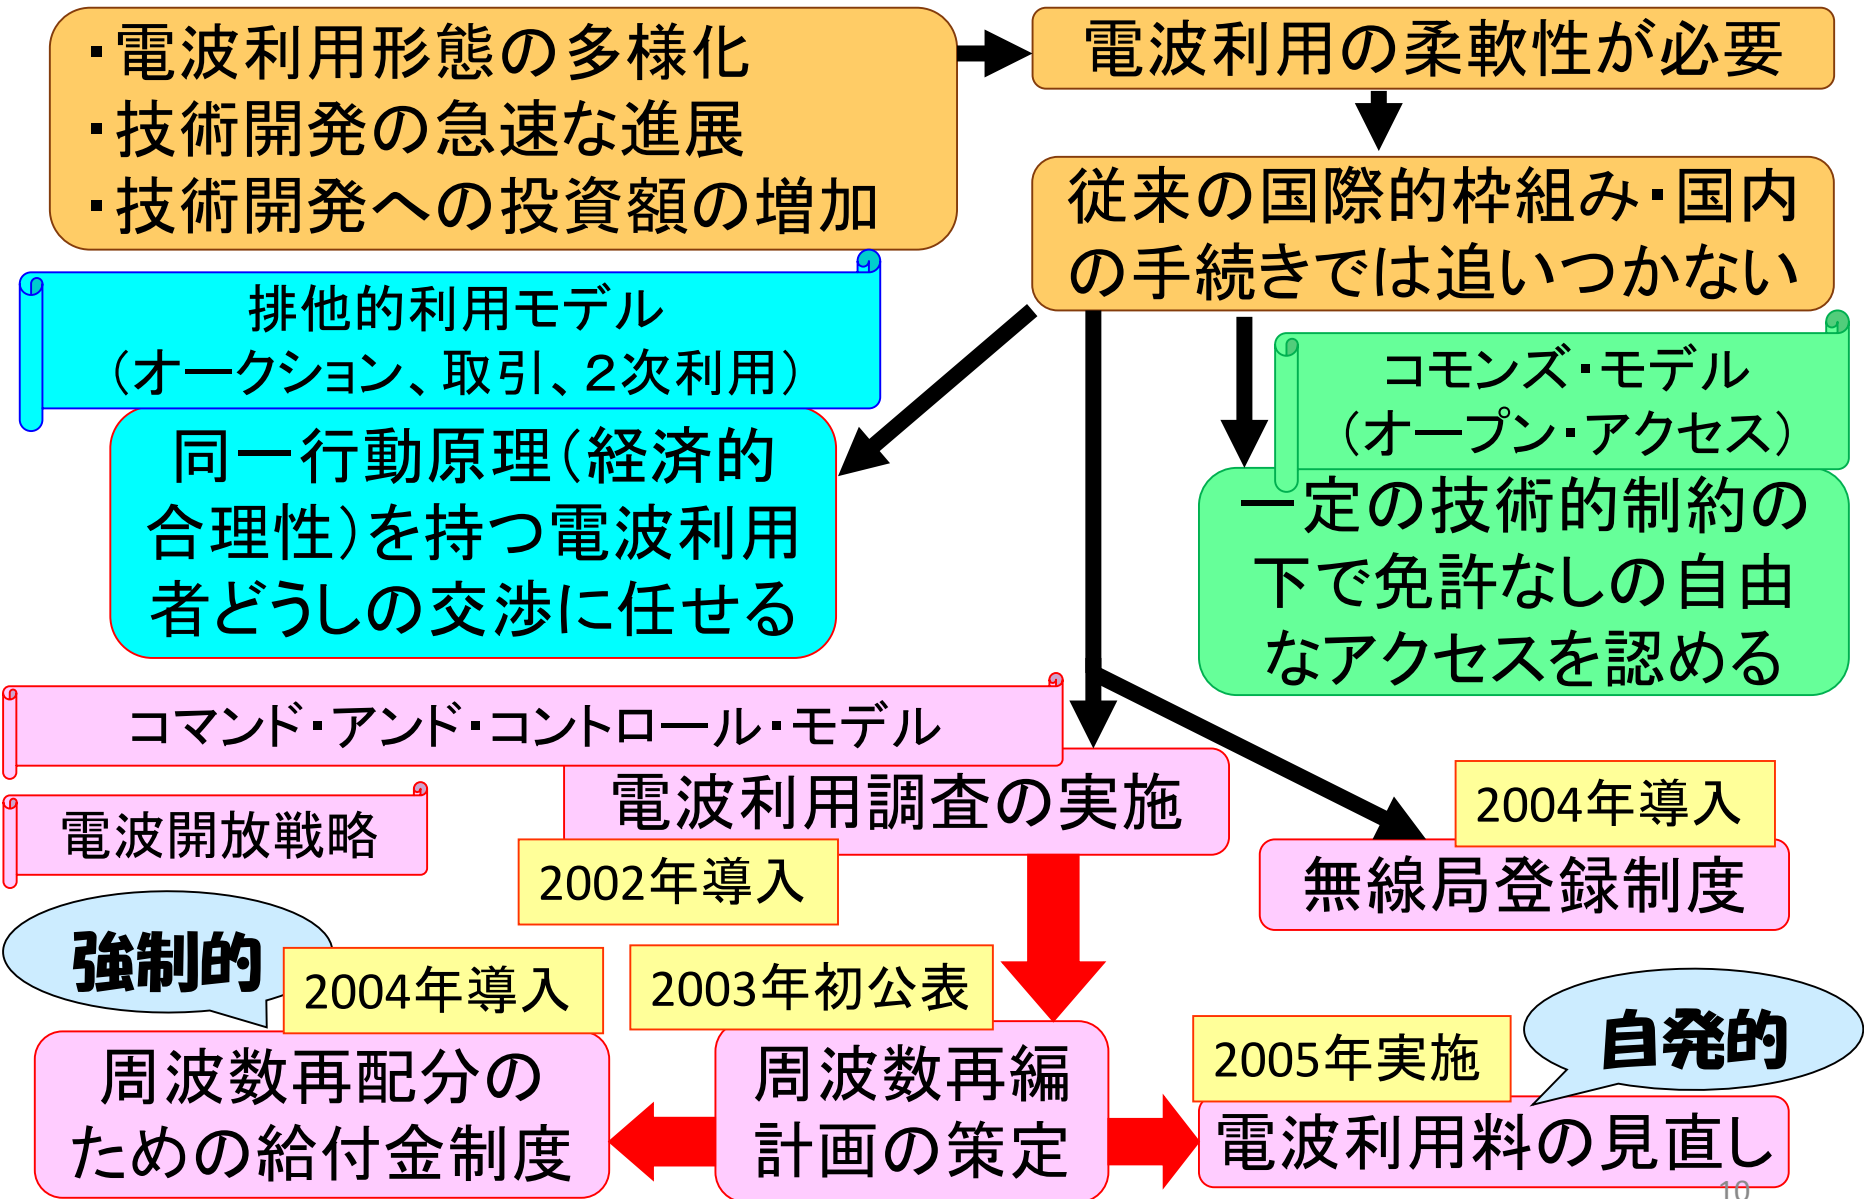 ・電波利用形態の多様化
・技術開発の急速な進展
・技術開発への投資額の増加
電波利用の柔軟性が必要
従来の国際的枠組み・国内
の手続きでは追いつかない
排他的利用モデル
（オークション、取引、２次利用）
同一行動原理（経済的
合理性）を持つ電波利用
者どうしの交渉に任せる
コモンズ・モデル
（オープン・アクセス）
一定の技術的制約の
下で免許なしの自由
なアクセスを認める
コマンド・アンド・コントロール・モデル
電波利用調査の実施
2002年導入
電波開放戦略
2004年導入
無線局登録制度
強制的
2004年導入
周波数再配分の
ための給付金制度
2003年初公表
周波数再編
計画の策定
2005年実施
自発的
電波利用料の見直し
10